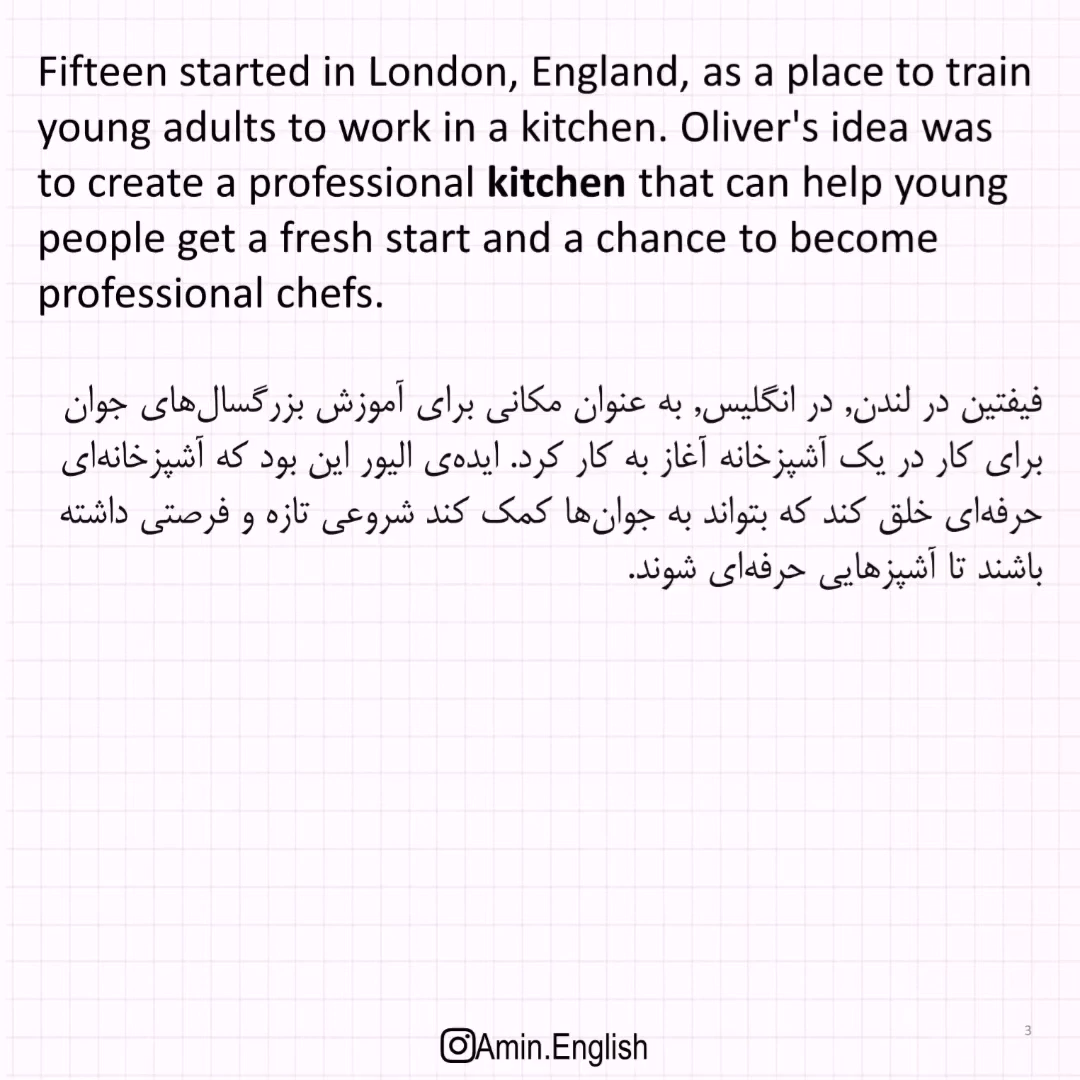 Fifteen started in London, England, as a place to train
young adults to work in a kitchen. Oliver's idea was
to create a professional kitchen that can help young
people get a fresh start and a chance to become
professional chefs.
فیفتین در لندن, در انگلیس, به عنوان مکانی برای آموزش بزرگسال‌های جوان
برای کار در یک آشپزخانه آغاز به کار کرد. ایده‌ی الیور این بود که آشپزخانه‌ای
حرفه‌ای خلق کند که بتواند به جوان‌ها کمک کند شروعی تازه و فرصتی داشته
باشند تا آشپزهایی حرفه‌ای شوند.
3
Amin.English